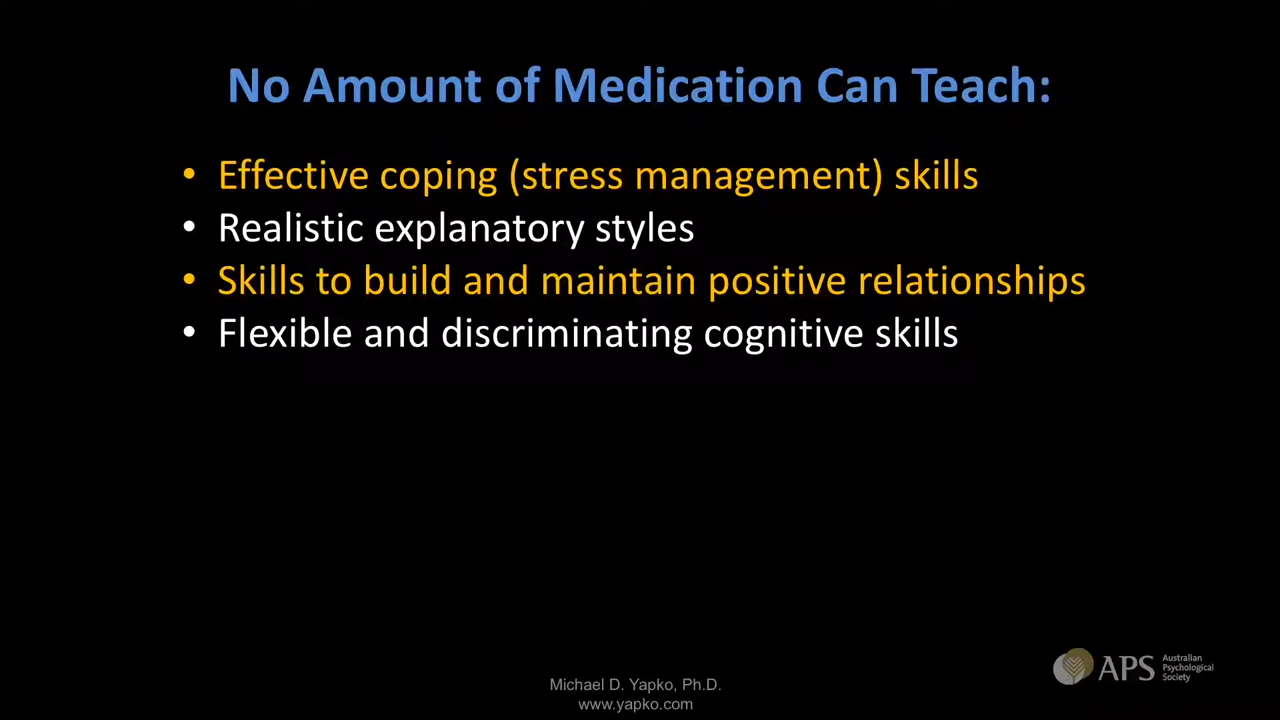 No Amount of Medication Can Teach:
• Effective coping (stress management) skills
• Realistic explanatory styles
• Skills to build and maintain positive relationships
• Flexible and discriminating cognitive skills
APS
Australian
Psychological
Society
Michael D. Yapko, Ph.D.
www.yapko.com